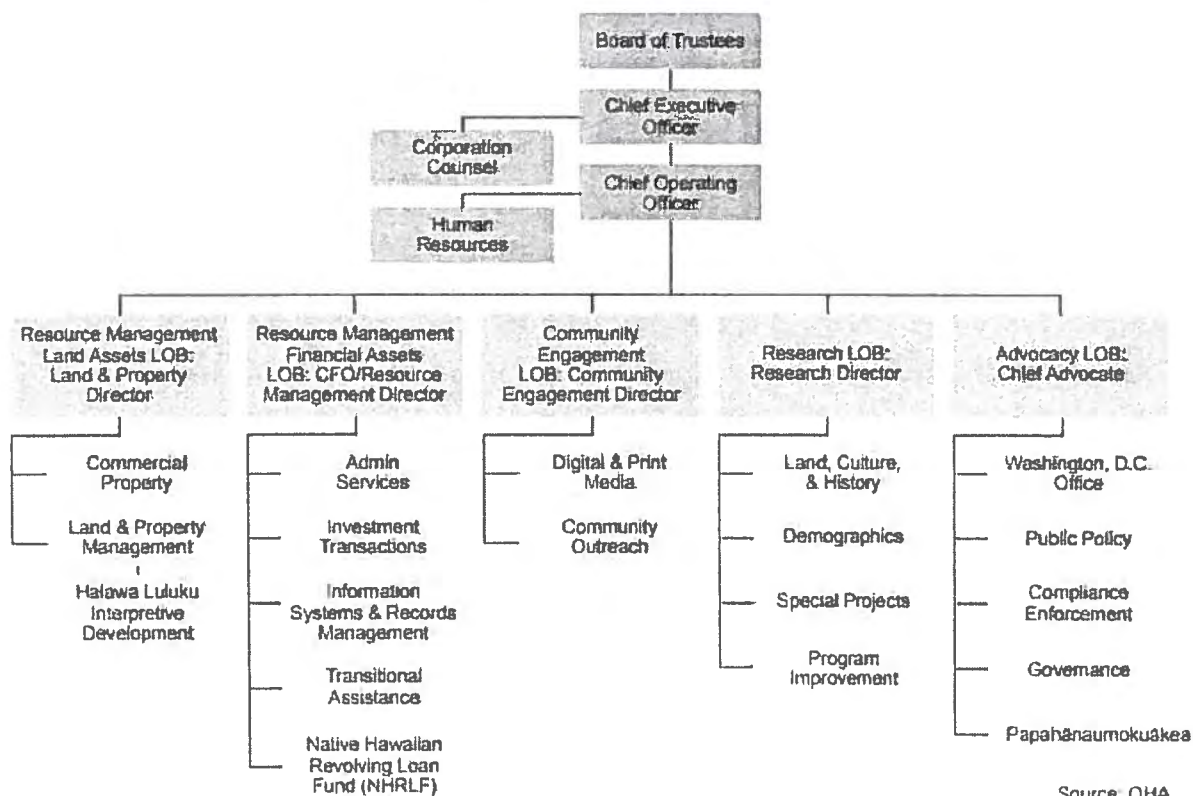 Board of Trustees
Chief Executive
Officer
Corporation
Counsel
Chief Operating
Officer
Human
Resources
Resource Management
Land Assets LOB:
Land & Property
Director
Resource Management
Financial Assets
LOB: CFO/Resource
Management Director
Community
Engagement
LOB: Community
Engagement Director
Research LOB:
Research Director
Advocacy LOB:
Chief Advocate
Commercial
Property
Land & Property
Management
Halawa Luluku
Interpretive
Development
Admin
Services
Investment
Transactions
Information
Systems & Records
Management
Transitional
Assistance
Native Hawaiian
Revolving Loan
Fund (NHRLF)
Digital & Print
Media
Community
Outreach
Land, Culture,
& History
Demographics
Special Projects
Program
Improvement
Washington, D.C.
Office
Public Policy
Compliance
Enforcement
Governance
Papahānaumokuākea
Source: OHA